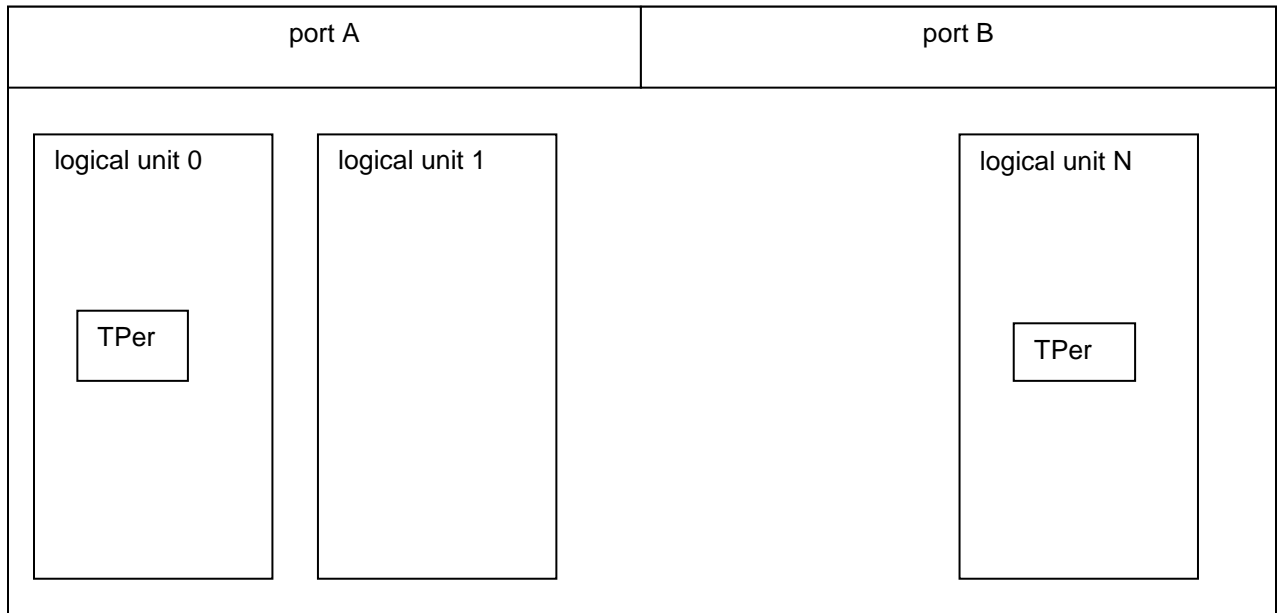 port A
port B
logical unit 0
logical unit 1
logical unit N
TPer
TPer